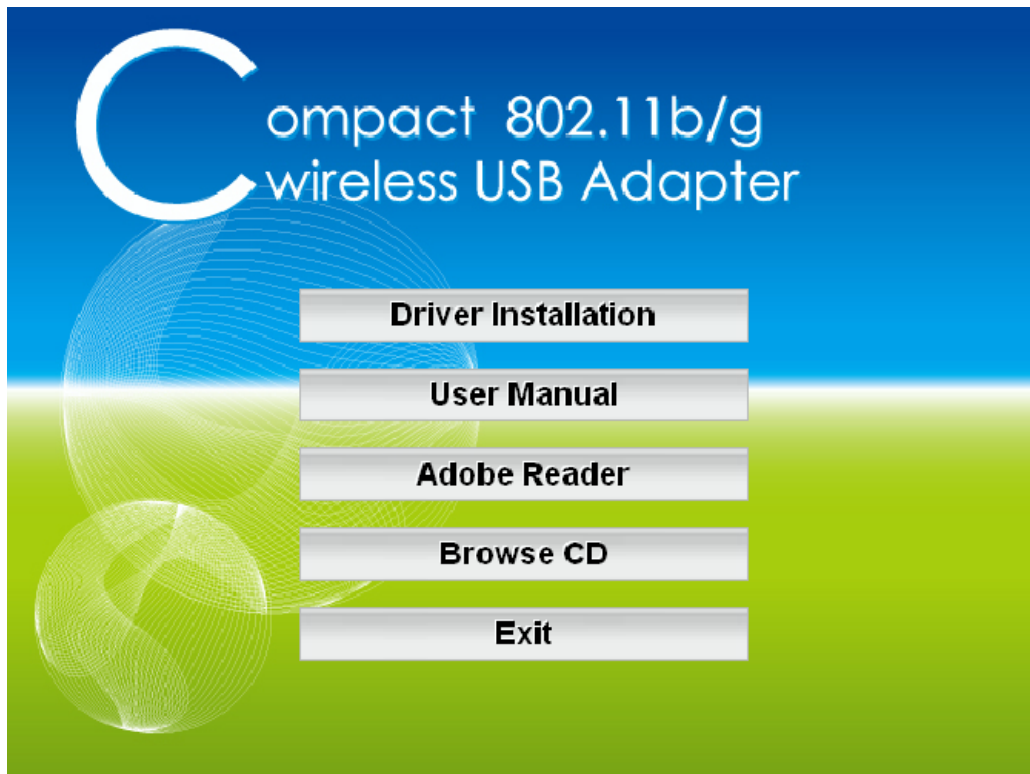 Compact 802.11b/g
wireless USB Adapter
Driver Installation
User Manual
Adobe Reader
Browse CD
Exit